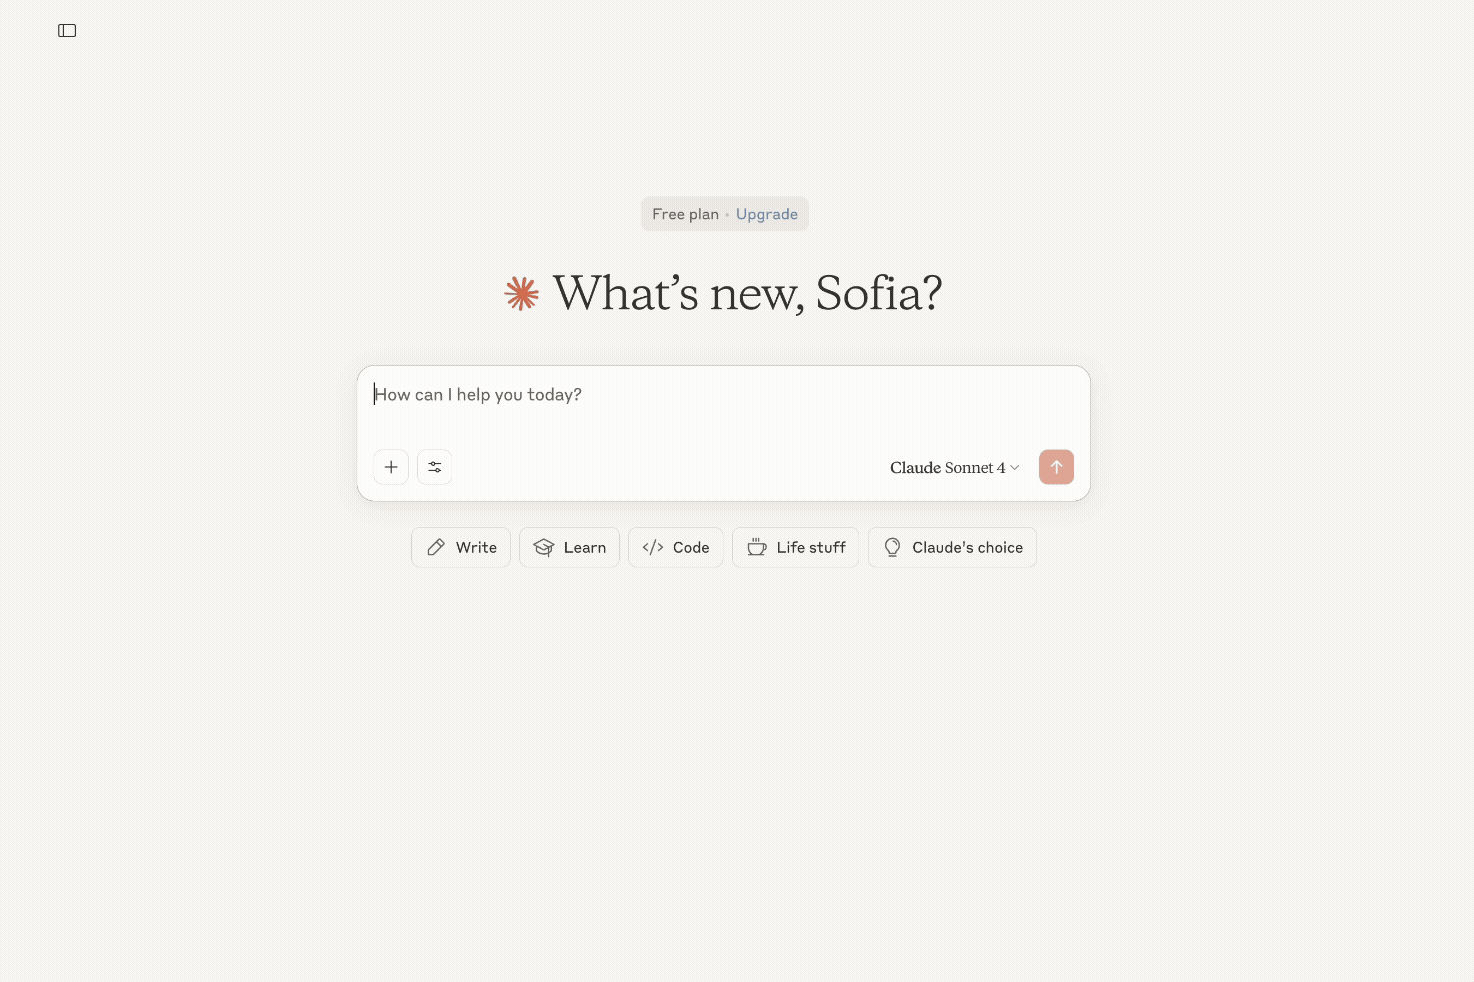 Free plan • Upgrade
What’s new, Sofia?
How can I help you today?
Claude Sonnet 4
Write
Learn
Code
Life stuff
Claude’s choice